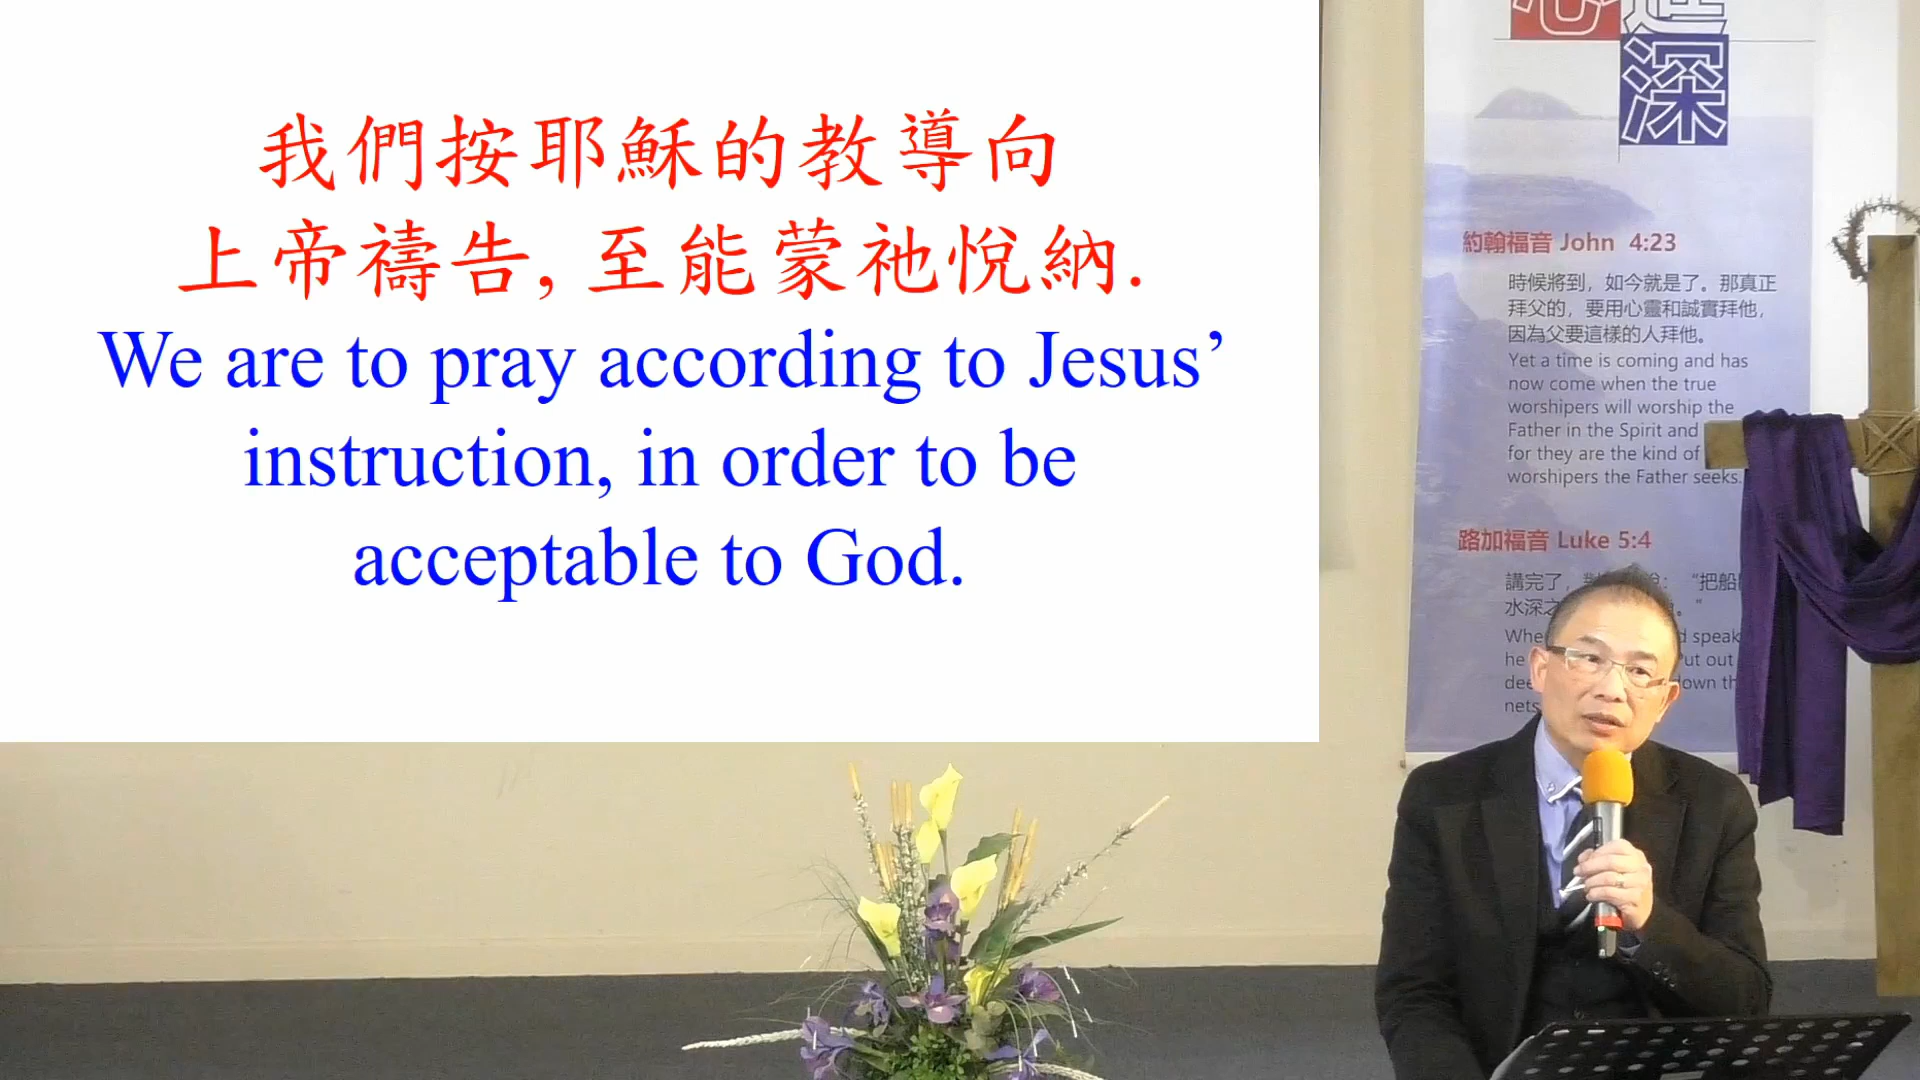 我們按耶穌的教導向
上帝禱告, 至能蒙祂悅納.
We are to pray according to Jesus’
instruction, in order to be
acceptable to God.
深
約翰福音 John 4:23
時候將到，如今就是了。那真正
拜父的，要用心靈和誠實拜他，
因為父要這樣的人拜他。
Yet a time is coming and has
now come when the true
worshipers will worship the
Father in the Spirit and
for they are the kind of
worshipers the Father seeks.
路加福音 Luke 5:4
講完了， “把船
水深
speak
he out
down
nets